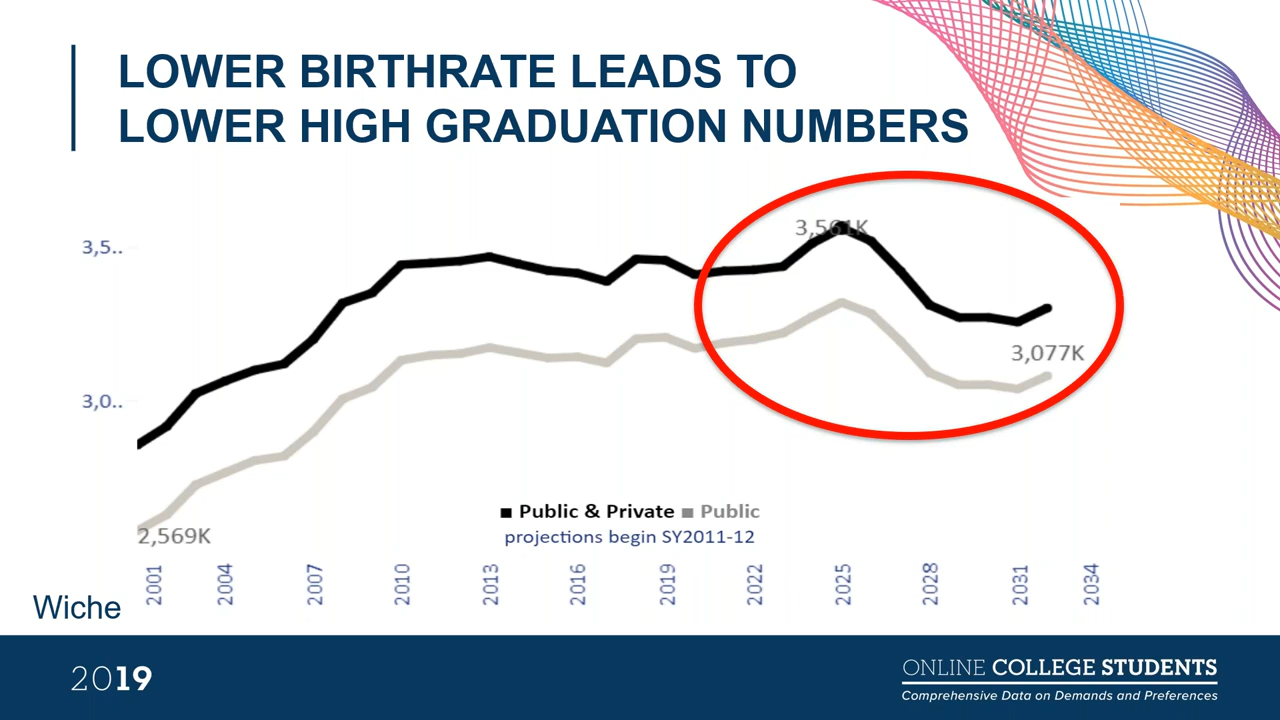 LOWER BIRTHRATE LEADS TO
LOWER HIGH GRADUATION NUMBERS
3,561K
3,5..
3,077K
3,0..
■ Public & Private ■ Public
projections begin SY2011-12
2,569K
2001 2004 2007 2010 2013 2016 2019 2022 2025 2028 2031 2034
Wiche
2019
ONLINE COLLEGE STUDENTS
Comprehensive Data on Demands and Preferences